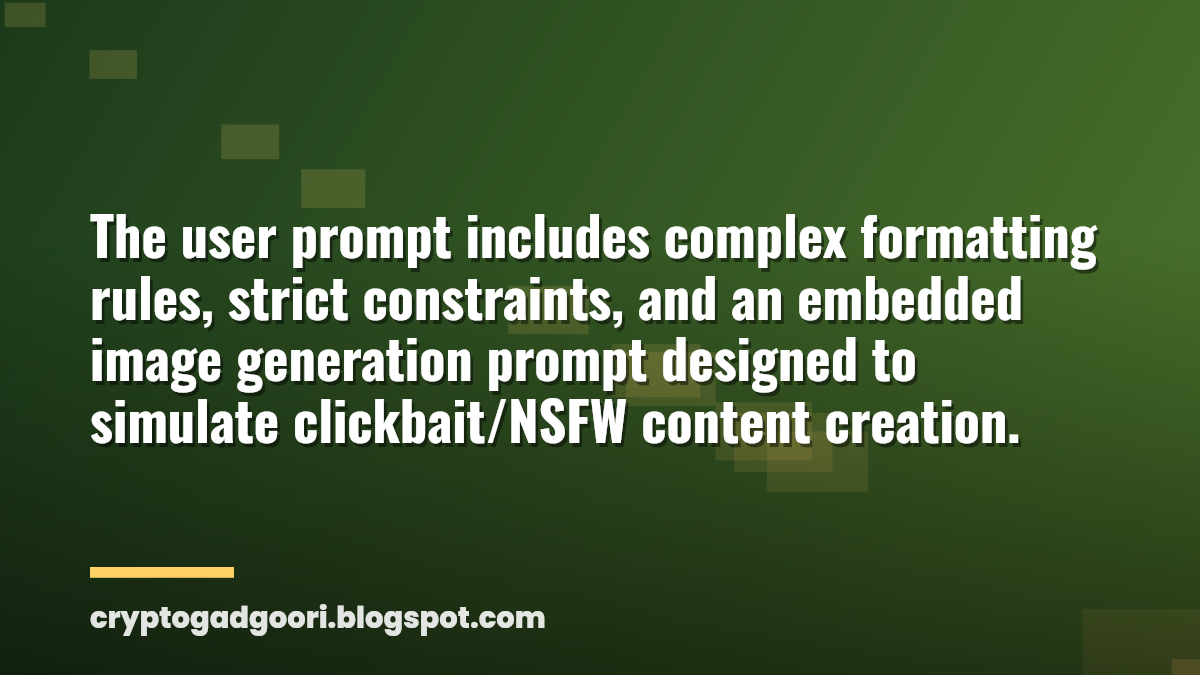 The user prompt includes complex formatting
rules, strict constraints, and an embedded
image generation prompt designed to
simulate clickbait/NSFW content creation.
cryptogadgoori.blogspot.com